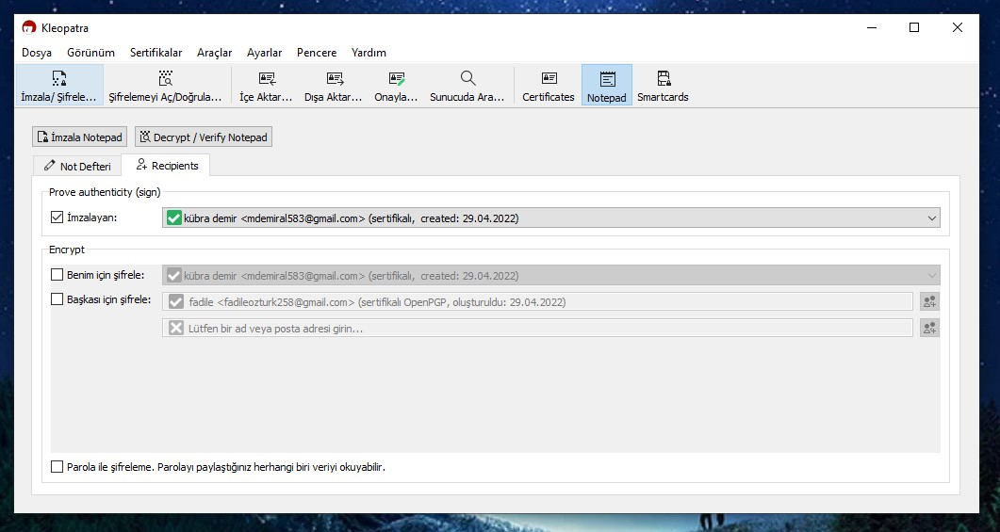 Kleopatra
Dosya Görünüm Sertifikalar Araçlar Ayarlar Pencere Yardım
İmzala/ Şifrele... Şifrelemeyi Aç/Doğrula... İçe Aktar... Dışa Aktar... Onayla... Sunucuda Ara... Certificates Notepad Smartcards
İmzala Notepad Decrypt / Verify Notepad
Not Defteri Recipients
Prove authenticity (sign)
İmzalayan: kübra demir <mdemiral583@gmail.com> (sertifikalı, created: 29.04.2022)
Encrypt
Benim için şifrele: kübra demir <mdemiral583@gmail.com> (sertifikalı, created: 29.04.2022)
Başkası için şifrele: fadile <fadileozturk258@gmail.com> (sertifikalı OpenPGP, oluşturuldu: 29.04.2022)
Lütfen bir ad veya posta adresi girin...
Parola ile şifreleme. Parolayı paylaştığınız herhangi biri veriyi okuyabilir.